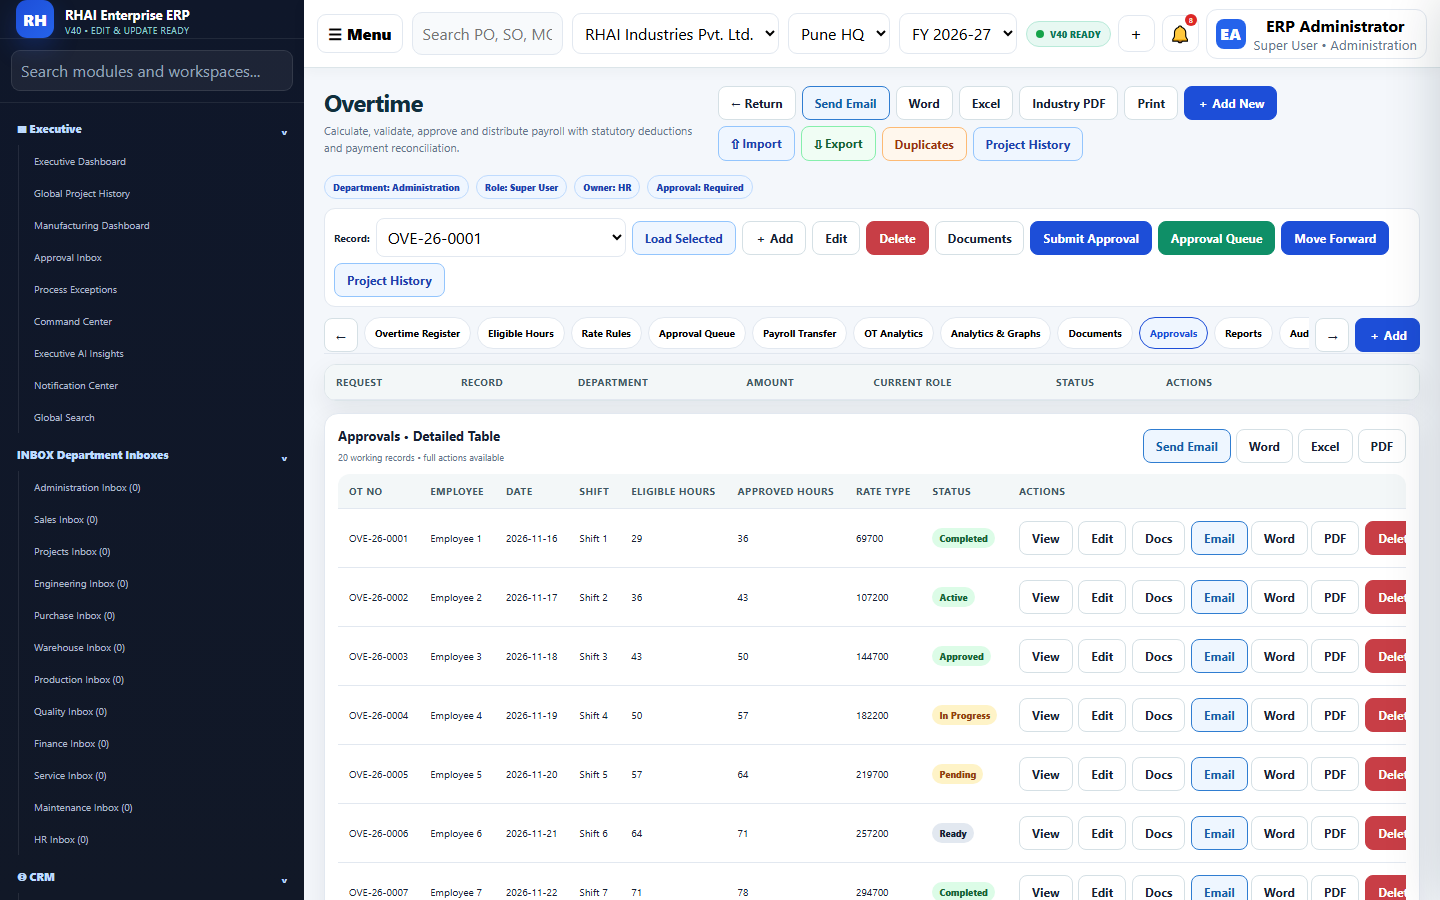 RH
RHAI Enterprise ERP
V40 • EDIT & UPDATE READY
Search modules and workspaces...
Executive
Executive Dashboard
Global Project History
Manufacturing Dashboard
Approval Inbox
Process Exceptions
Command Center
Executive AI Insights
Notification Center
Global Search
INBOX Department Inboxes
Administration Inbox (0)
Sales Inbox (0)
Projects Inbox (0)
Engineering Inbox (0)
Purchase Inbox (0)
Warehouse Inbox (0)
Production Inbox (0)
Quality Inbox (0)
Finance Inbox (0)
Service Inbox (0)
Maintenance Inbox (0)
HR Inbox (0)
CRM
☰ Menu
Search PO, SO, MO
RHAI Industries Pvt. Ltd.
Pune HQ
FY 2026-27
V40 READY
+
8
EA
ERP Administrator
Super User • Administration
Overtime
Calculate, validate, approve and distribute payroll with statutory deductions
and payment reconciliation.
← Return
Send Email
Word
Excel
Industry PDF
Print
+ Add New
⇧ Import
⇩ Export
Duplicates
Project History
Department: Administration
Role: Super User
Owner: HR
Approval: Required
Record:
OVE-26-0001
Load Selected
+ Add
Edit
Delete
Documents
Submit Approval
Approval Queue
Move Forward
Project History
←
Overtime Register
Eligible Hours
Rate Rules
Approval Queue
Payroll Transfer
OT Analytics
Analytics & Graphs
Documents
Approvals
Reports
Aud
→
+ Add
REQUEST RECORD DEPARTMENT AMOUNT CURRENT ROLE STATUS ACTIONS
Approvals • Detailed Table
20 working records • full actions available
Send Email
Word
Excel
PDF
OT NO EMPLOYEE DATE SHIFT ELIGIBLE HOURS APPROVED HOURS RATE TYPE STATUS ACTIONS
OVE-26-0001 Employee 1 2026-11-16 Shift 1 29 36 69700 Completed View Edit Docs Email Word PDF Delet
OVE-26-0002 Employee 2 2026-11-17 Shift 2 36 43 107200 Active View Edit Docs Email Word PDF Delet
OVE-26-0003 Employee 3 2026-11-18 Shift 3 43 50 144700 Approved View Edit Docs Email Word PDF Delet
OVE-26-0004 Employee 4 2026-11-19 Shift 4 50 57 182200 In Progress View Edit Docs Email Word PDF Delet
OVE-26-0005 Employee 5 2026-11-20 Shift 5 57 64 219700 Pending View Edit Docs Email Word PDF Delet
OVE-26-0006 Employee 6 2026-11-21 Shift 6 64 71 257200 Ready View Edit Docs Email Word PDF Delet
OVE-26-0007 Employee 7 2026-11-22 Shift 7 71 78 294700 Completed View Edit Docs Email Word PDF Delet